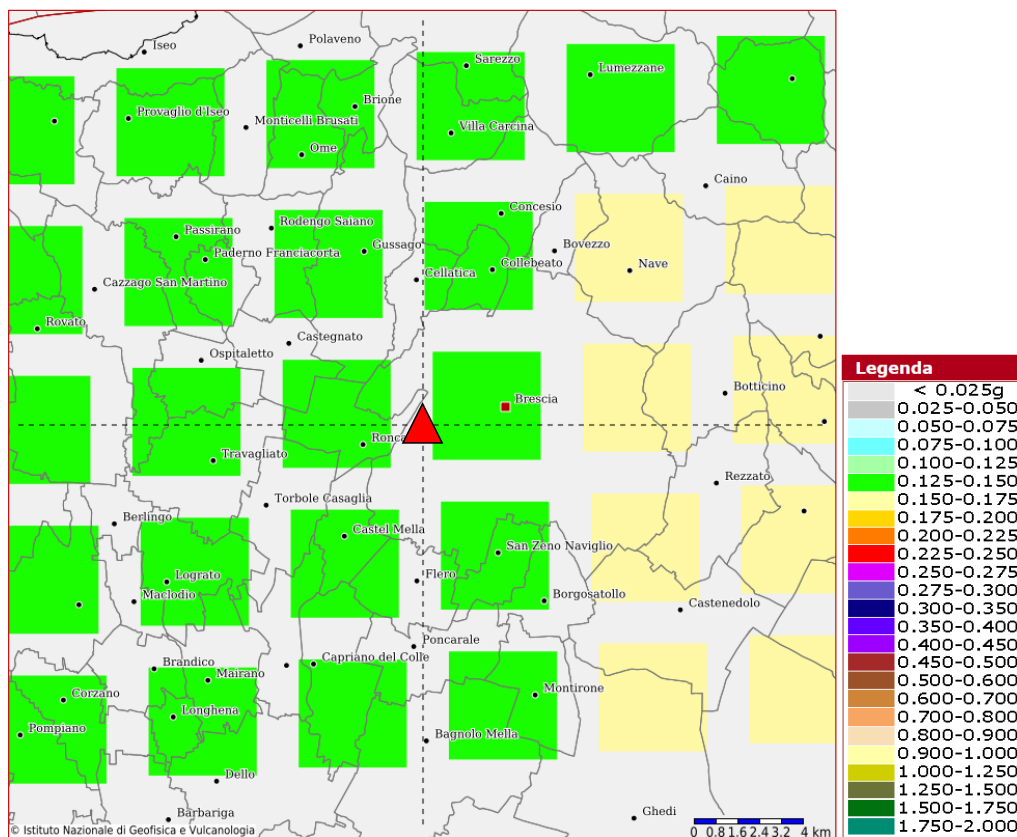 Iseo
Polaveno
Sarezzo
Lumezzane
Provaglio d'Iseo
Brione
Monticelli Brusati
Villa Carcina
Ome
Caino
Concesio
Rodengo Saiano
Passirano
Gussago
Bovezzo
Paderno Franciacorta
Collebeato
Nave
Cellatica
Cazzago San Martino
Rovato
Castegnato
Ospitaletto
Botticino
Brescia
Ronca
Travagliato
Rezzato
Torbole Casaglia
Berlingo
Castel Mella
San Zeno Naviglio
Lograto
Flero
Maclodio
Borgosatollo
Castenedolo
Poncarale
Brandico
Capriano del Colle
Mairano
Corzano
Montirone
Longhena
Pompiano
Bagnolo Mella
Dello
Barbariga
Ghedi
© Istituto Nazionale di Geofisica e Vulcanologia
0 0.8 1.6 2.4 3.2 4 km
Legenda
< 0.025g
0.025-0.050
0.050-0.075
0.075-0.100
0.100-0.125
0.125-0.150
0.150-0.175
0.175-0.200
0.200-0.225
0.225-0.250
0.250-0.275
0.275-0.300
0.300-0.350
0.350-0.400
0.400-0.450
0.450-0.500
0.500-0.600
0.600-0.700
0.700-0.800
0.800-0.900
0.900-1.000
1.000-1.250
1.250-1.500
1.500-1.750
1.750-2.000